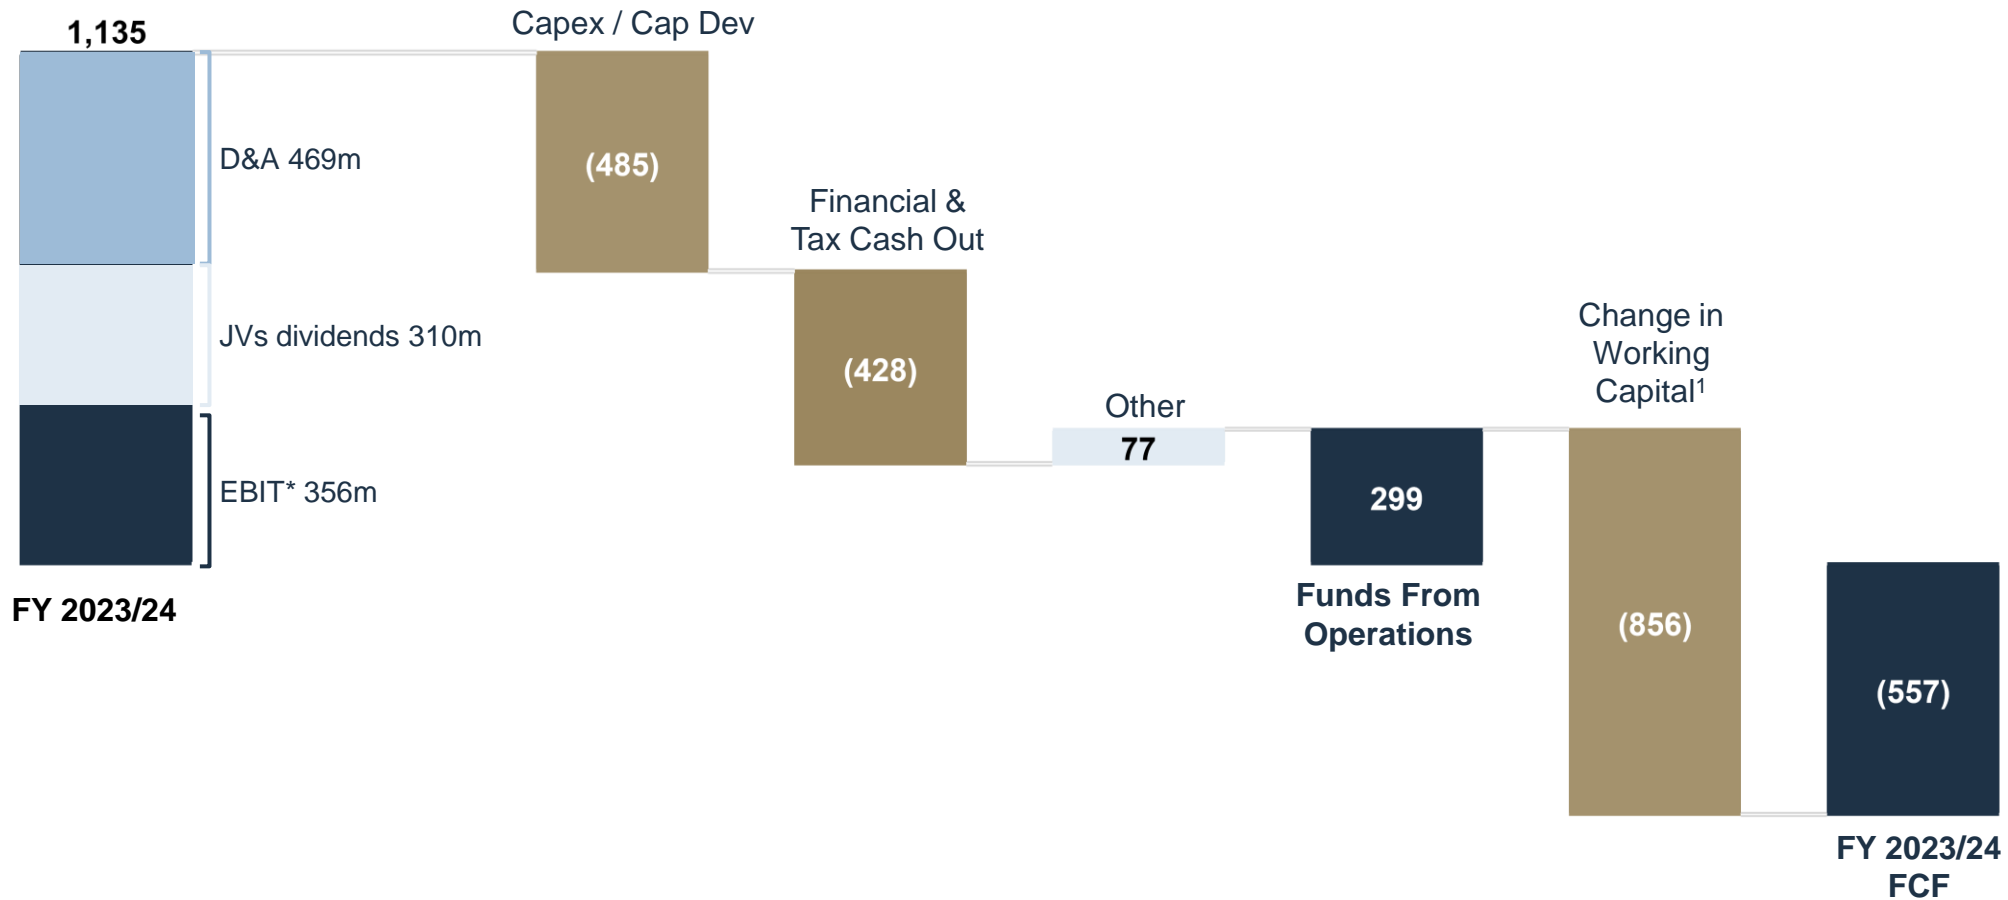 1,135
D&A 469m
JVs dividends 310m
EBIT* 356m
FY 2023/24
Capex / Cap Dev
(485)
Financial &
Tax Cash Out
(428)
Other
77
299
Funds From
Operations
Change in
Working
Capital¹
(856)
(557)
FY 2023/24
FCF